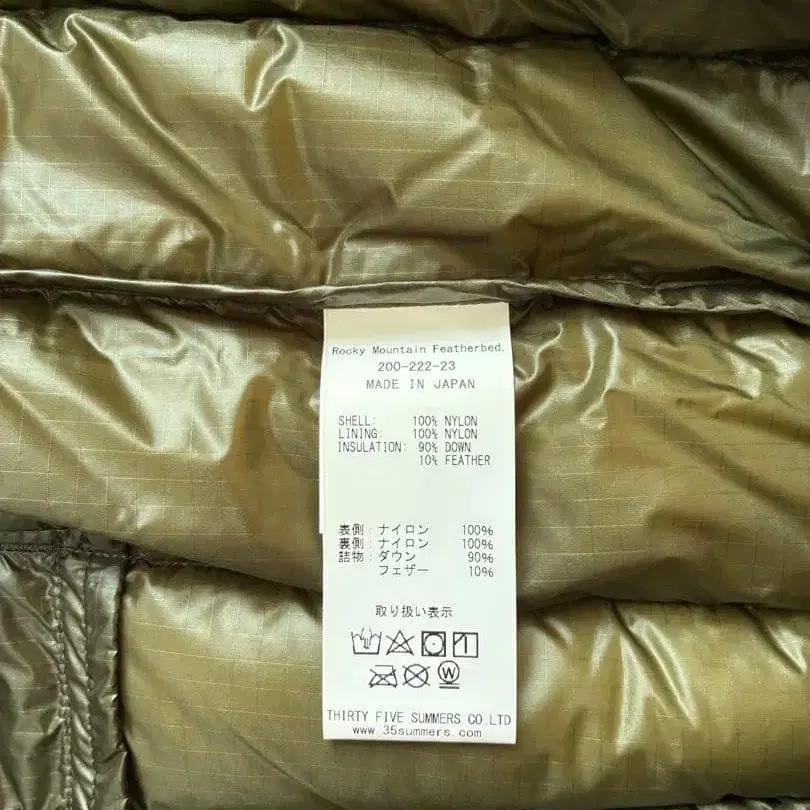 Rocky Mountain Featherbed.
200-222-23
MADE IN JAPAN
SHELL: 100% NYLON
LINING: 100% NYLON
INSULATION: 90% DOWN
10% FEATHER
表側:ナイロン 100%
裏側:ナイロン 100%
詰物:ダウン 90%
フェザー 10%
取り扱い表示
W
THIRTY FIVE SUMMERS CO.LTD
www.35summers.com